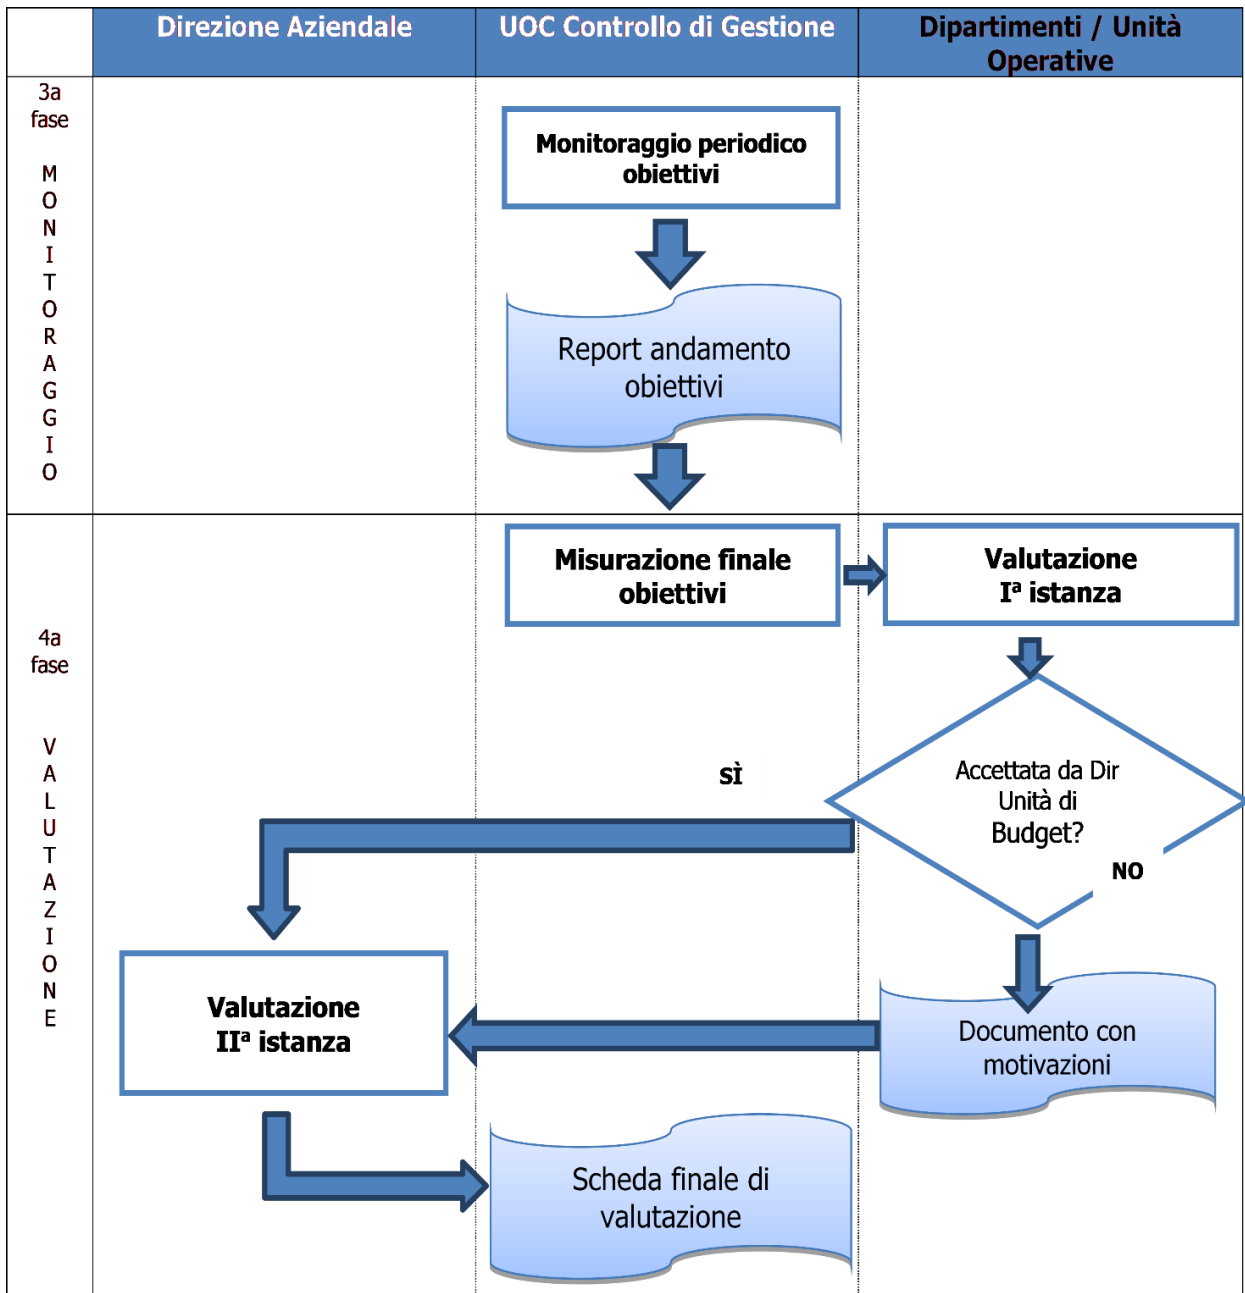 Direzione Aziendale
UOC Controllo di Gestione
Dipartimenti / Unità
Operative
3a
fase
M
O
N
I
T
O
R
A
G
G
I
O
Monitoraggio periodico
obiettivi
Report andamento
obiettivi
4a
fase
V
A
L
U
T
A
Z
I
O
N
E
Misurazione finale
obiettivi
Valutazione
Iª istanza
Accettata da Dir
Unità di
Budget?
SÌ
NO
Valutazione
IIª istanza
Documento con
motivazioni
Scheda finale di
valutazione